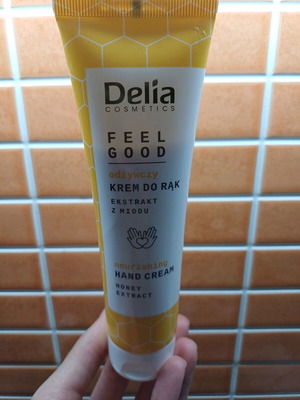 Delia
COSMETICS
FEEL
GOOD
odżywczy
KREM DO RĄK
EKSTRAKT
Z MIODU
nourishing
HAND CREAM
HONEY
EXTRACT